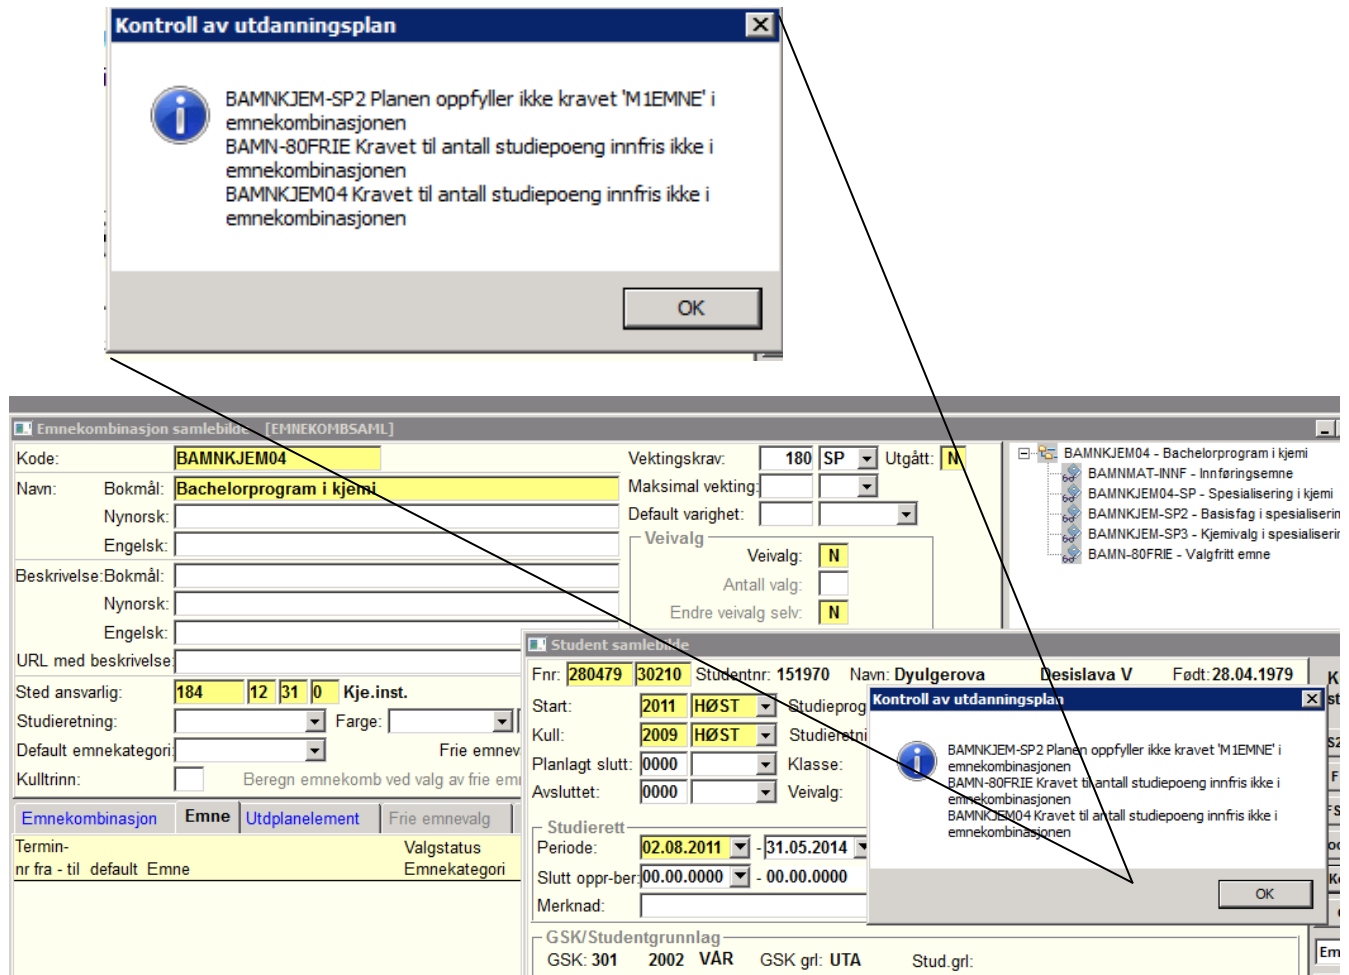 Kontroll av utdanningsplan
BAMNKJEM-SP2 Planen oppfyller ikke kravet 'M1EMNE' i
emnekombinasjonen
BAMN-80FRIE Kravet til antall studiepoeng innfris ikke i
emnekombinasjonen
BAMNKJEM04 Kravet til antall studiepoeng innfris ikke i
emnekombinasjonen
OK
Emnekombinasjon samlebilde [EMNEKOMBSAML]
Kode: BAMNKJEM04 Vektingskrav: 180 SP Utgått: N
Navn: Bokmål: Bachelorprogram i kjemi Maksimal vekting:
Nynorsk: Default varighet:
Engelsk:
Veivalg
Veivalg: N
Beskrivelse: Bokmål: Antall valg:
Nynorsk: Endre veivalg selv: N
Engelsk:
URL med beskrivelse:
Sted ansvarlig: 184 12 31 0 Kje.inst.
Studieretning: Farge:
Default emnekategori: Frie emnev
Kulltrinn: Beregn emnekomb ved valg av frie em
Emnekombinasjon Emne Utdplanelement Frie emnevalg
Termin- Valgstatus
nr fra - til default Emne Emnekategori
BAMNKJEM04 - Bachelorprogram i kjemi
BAMNMAT-INNF - Innføringsemne
BAMNKJEM04-SP - Spesialisering i kjemi
BAMNKJEM-SP2 - Basisfag i spesialiserin
BAMNKJEM-SP3 - Kjemivalg i spesialiserin
BAMN-80FRIE - Valgfritt emne
Student samlebilde
Fnr: 280479 30210 Studentnr: 151970 Navn: Dyulgerova Desislava V Født: 28.04.1979
Start: 2011 HØST Studieprog
Kull: 2009 HØST Studieretni
Planlagt slutt: 0000 Klasse:
Avsluttet: 0000 Veivalg:
Studierett
Periode: 02.08.2011 - 31.05.2014
Slutt oppr-ber: 00.00.0000 - 00.00.0000
Merknad:
GSK/Studentgrunnlag
GSK: 301 2002 VÅR GSK grl: UTA Stud.grl:
Kontroll av utdanningsplan
BAMNKJEM-SP2 Planen oppfyller ikke kravet 'M1EMNE' i
emnekombinasjonen
BAMN-80FRIE Kravet til antall studiepoeng innfris ikke i
emnekombinasjonen
BAMNKJEM04 Kravet til antall studiepoeng innfris ikke i
emnekombinasjonen
OK
Em